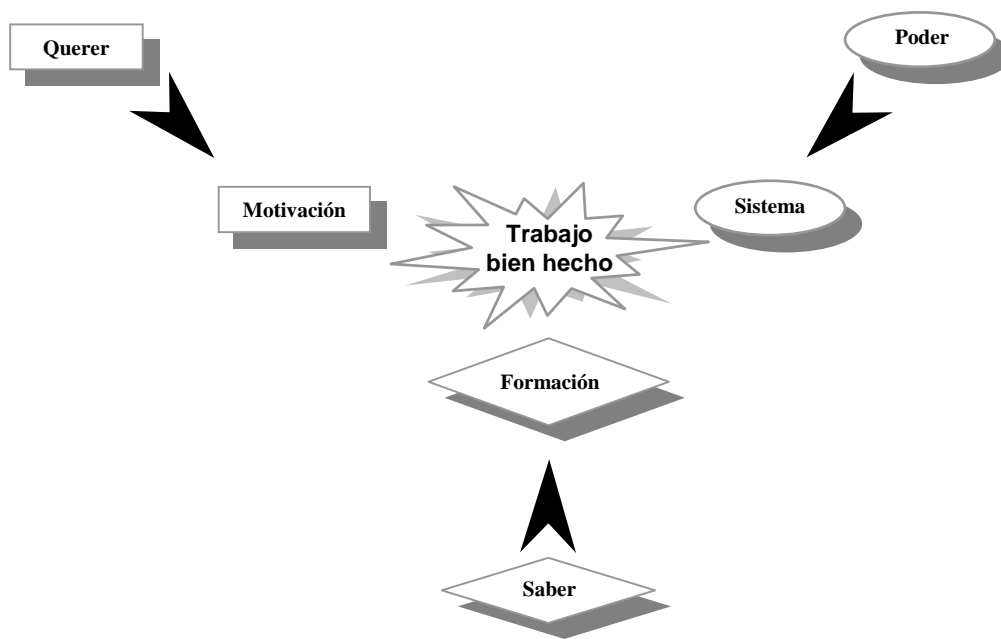 Querer
Poder
Motivación
Sistema
Trabajo
bien hecho
Formación
Saber